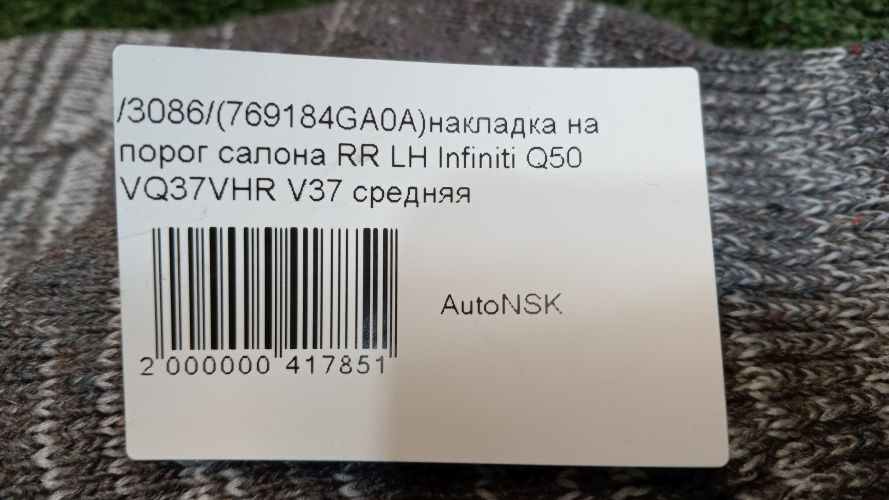 /3086/(769184GA0A)накладка на
порог салона RR LH Infiniti Q50
VQ37VHR V37 средняя
AutoNSK
2 000000 417851